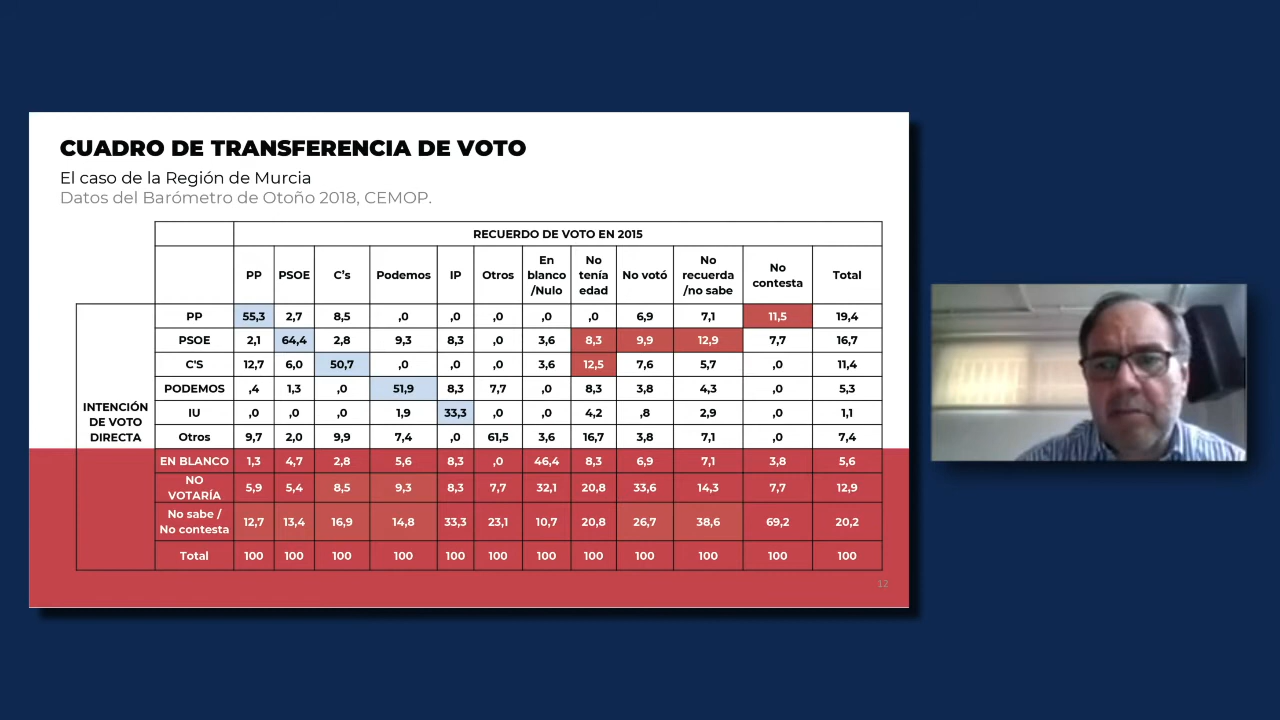 CUADRO DE TRANSFERENCIA DE VOTO
El caso de la Región de Murcia
Datos del Barómetro de Otoño 2018, CEMOP.
RECUERDO DE VOTO EN 2015
PP PSOE C's Podemos IP Otros En blanco /Nulo No tenía edad No votó No recuerda /no sabe No contesta Total
INTENCIÓN DE VOTO DIRECTA
PP 55,3 2,7 8,5 ,0 ,0 ,0 ,0 ,0 6,9 7,1 11,5 19,4
PSOE 2,1 64,4 2,8 9,3 8,3 ,0 3,6 8,3 9,9 12,9 7,7 16,7
C'S 12,7 6,0 50,7 ,0 ,0 ,0 3,6 12,5 7,6 5,7 ,0 11,4
PODEMOS ,4 1,3 ,0 51,9 8,3 7,7 ,0 8,3 3,8 4,3 ,0 5,3
IU ,0 ,0 ,0 1,9 33,3 ,0 ,0 4,2 ,8 2,9 ,0 1,1
Otros 9,7 2,0 9,9 7,4 ,0 61,5 3,6 16,7 3,8 7,1 ,0 7,4
EN BLANCO 1,3 4,7 2,8 5,6 8,3 ,0 46,4 8,3 6,9 7,1 3,8 5,6
NO VOTARÍA 5,9 5,4 8,5 9,3 8,3 7,7 32,1 20,8 33,6 14,3 7,7 12,9
No sabe / No contesta 12,7 13,4 16,9 14,8 33,3 23,1 10,7 20,8 26,7 38,6 69,2 20,2
Total 100 100 100 100 100 100 100 100 100 100 100 100
12